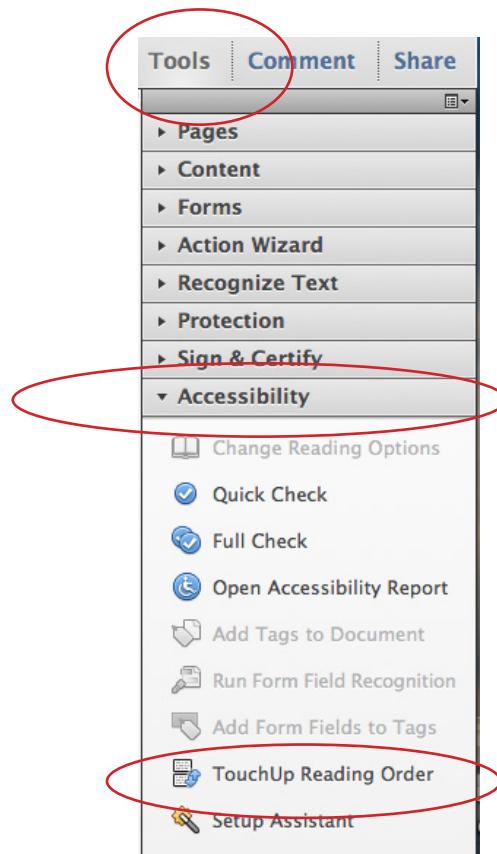 Tools Comment Share
Pages
Content
Forms
Action Wizard
Recognize Text
Protection
Sign & Certify
Accessibility
Change Reading Options
Quick Check
Full Check
Open Accessibility Report
Add Tags to Document
Run Form Field Recognition
Add Form Fields to Tags
TouchUp Reading Order
Setup Assistant